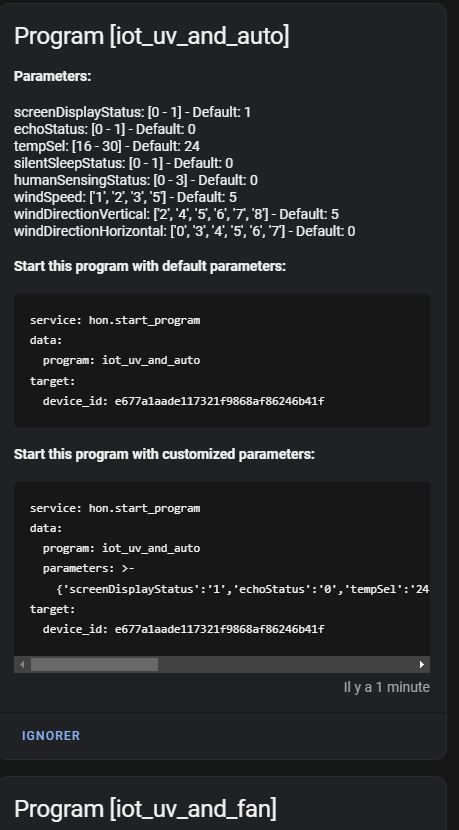 Program [iot_uv_and_auto]
Parameters:
screenDisplayStatus: [0 - 1] - Default: 1
echoStatus: [0 - 1] - Default: 0
tempSel: [16 - 30] - Default: 24
silentSleepStatus: [0 - 1] - Default: 0
humanSensingStatus: [0 - 3] - Default: 0
windSpeed: ['1', '2', '3', '5'] - Default: 5
windDirectionVertical: ['2', '4', '5', '6', '7', '8'] - Default: 5
windDirectionHorizontal: ['0', '3', '4', '5', '6', '7'] - Default: 0
Start this program with default parameters:
service: hon.start_program
data:
  program: iot_uv_and_auto
target:
  device_id: e677a1aade117321f9868af86246b41f
Start this program with customized parameters:
service: hon.start_program
data:
  program: iot_uv_and_auto
  parameters: >-
    {'screenDisplayStatus':'1','echoStatus':'0','tempSel':'24
target:
  device_id: e677a1aade117321f9868af86246b41f
Il y a 1 minute
IGNORER
Program [iot_uv_and_fan]